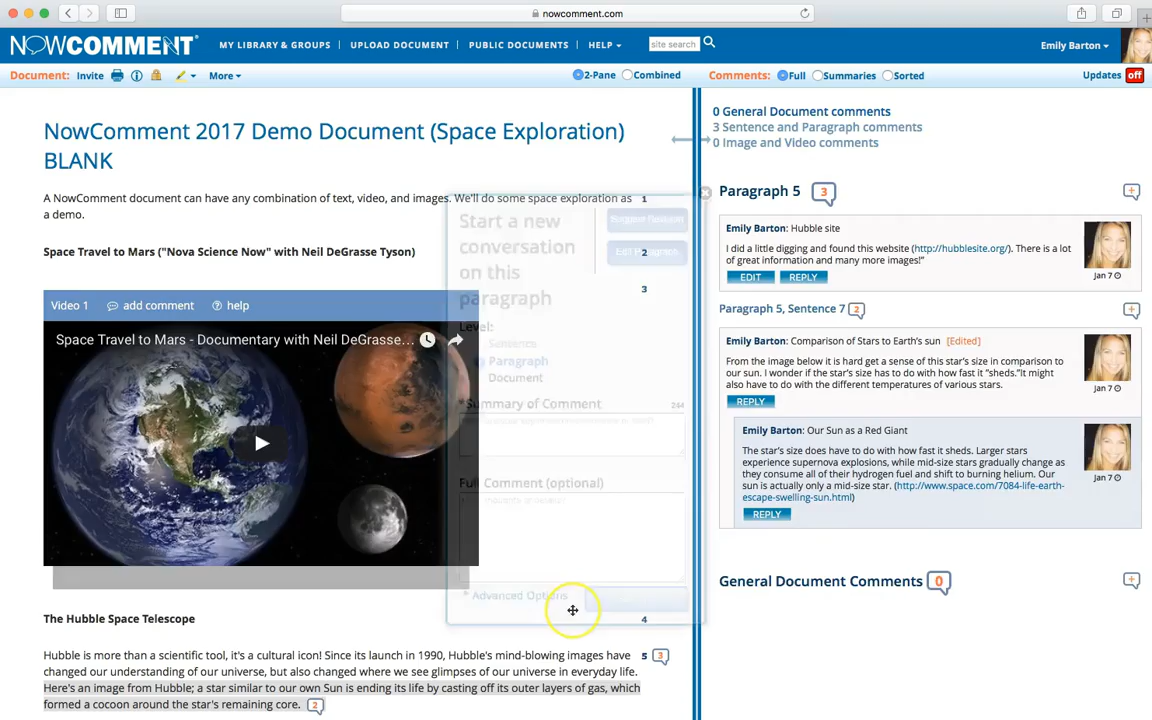 nowcomment.com
NOWCOMMENT
MY LIBRARY & GROUPS
UPLOAD DOCUMENT
PUBLIC DOCUMENTS
HELP
site search
Emily Barton
Document:
Invite
More
2-Pane
Combined
Comments:
Full
Summaries
Sorted
Updates
off
NowComment 2017 Demo Document (Space Exploration)
BLANK
A NowComment document can have any combination of text, video, and images. We'll do some space exploration as
1
a demo.
Space Travel to Mars ("Nova Science Now" with Neil DeGrasse Tyson)
2
3
Video 1
add comment
help
Space Travel to Mars - Documentary with Neil DeGrasse...
Start a new
conversation
on this
paragraph
Level:
Sentence
Paragraph
Document
*Summary of Comment
Full Comment (optional)
Advanced Options
The Hubble Space Telescope
4
Hubble is more than a scientific tool, it's a cultural icon! Since its launch in 1990, Hubble's mind-blowing images have
5
3
changed our understanding of our universe, but also changed where we see glimpses of our universe in everyday life.
Here's an image from Hubble; a star similar to our own Sun is ending its life by casting off its outer layers of gas, which
formed a cocoon around the star's remaining core.
2
0 General Document comments
3 Sentence and Paragraph comments
0 Image and Video comments
Paragraph 5
3
Emily Barton: Hubble site
I did a little digging and found this website (http://hubblesite.org/). There is a lot
of great information and many more images!"
EDIT
REPLY
Jan 7
Paragraph 5, Sentence 7
2
Emily Barton: Comparison of Stars to Earth's sun [Edited]
From the image below it is hard get a sense of this star's size in comparison to
our sun. I wonder if the star's size has to do with how fast it "sheds."It might
also have to do with the different temperatures of various stars.
REPLY
Jan 7
Emily Barton: Our Sun as a Red Giant
The star's size does have to do with how fast it sheds. Larger stars
experience supernova explosions, while mid-size stars gradually change as
they consume all of their hydrogen fuel and shift to burning helium. Our
sun is actually only a mid-size star. (http://www.space.com/7084-life-earth-
escape-swelling-sun.html)
REPLY
Jan 7
General Document Comments
0